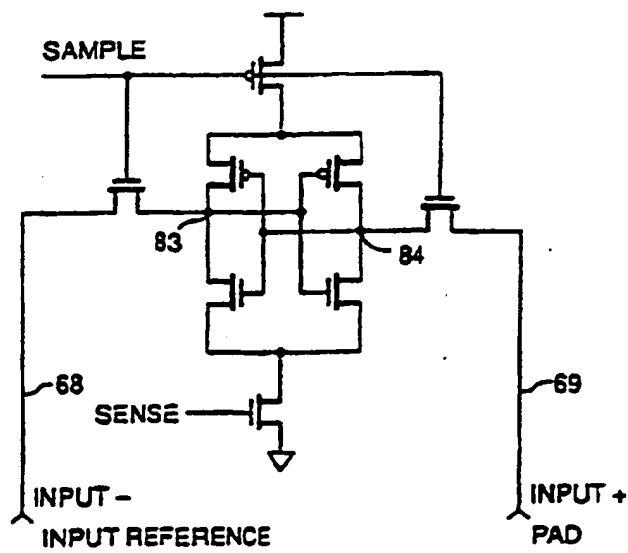 SAMPLE
83
84
68
69
SENSE
INPUT –
INPUT REFERENCE
INPUT +
PAD